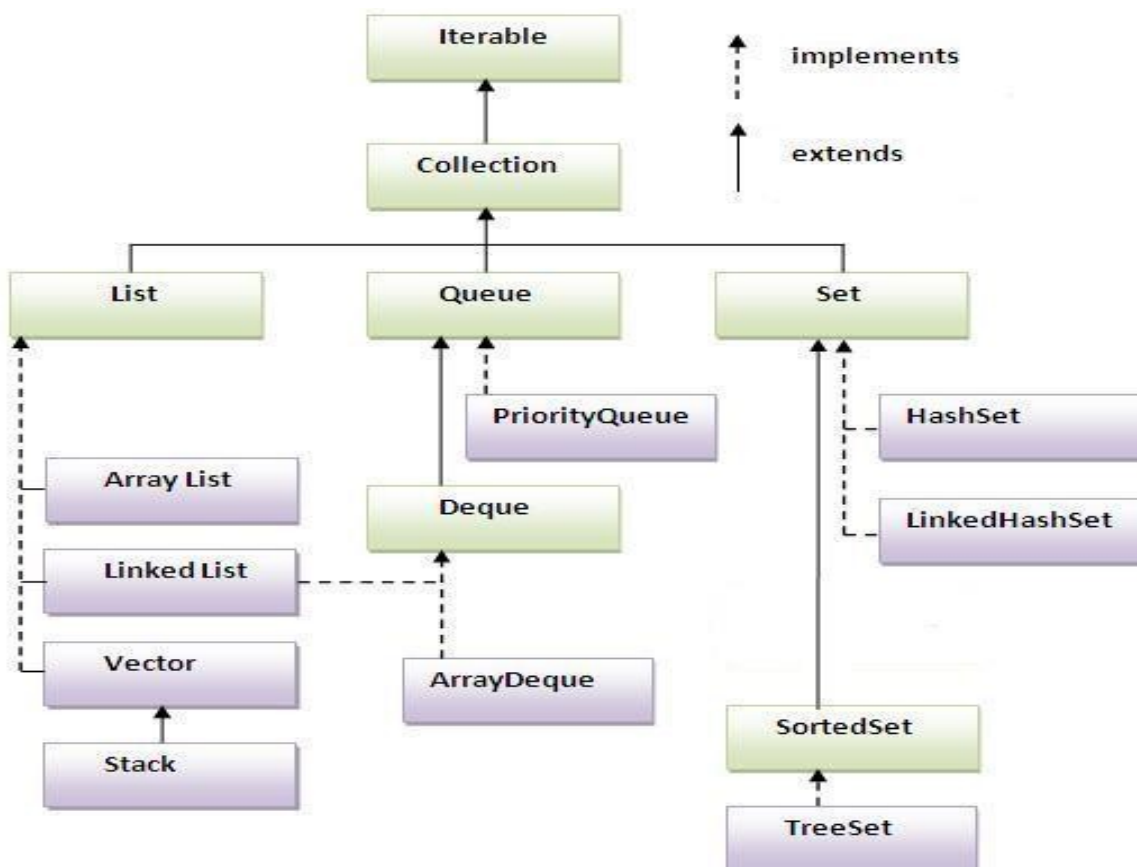 Iterable
implements
Collection
extends
List
Queue
Set
PriorityQueue
HashSet
Array List
Deque
LinkedHashSet
Linked List
Vector
ArrayDeque
SortedSet
Stack
TreeSet